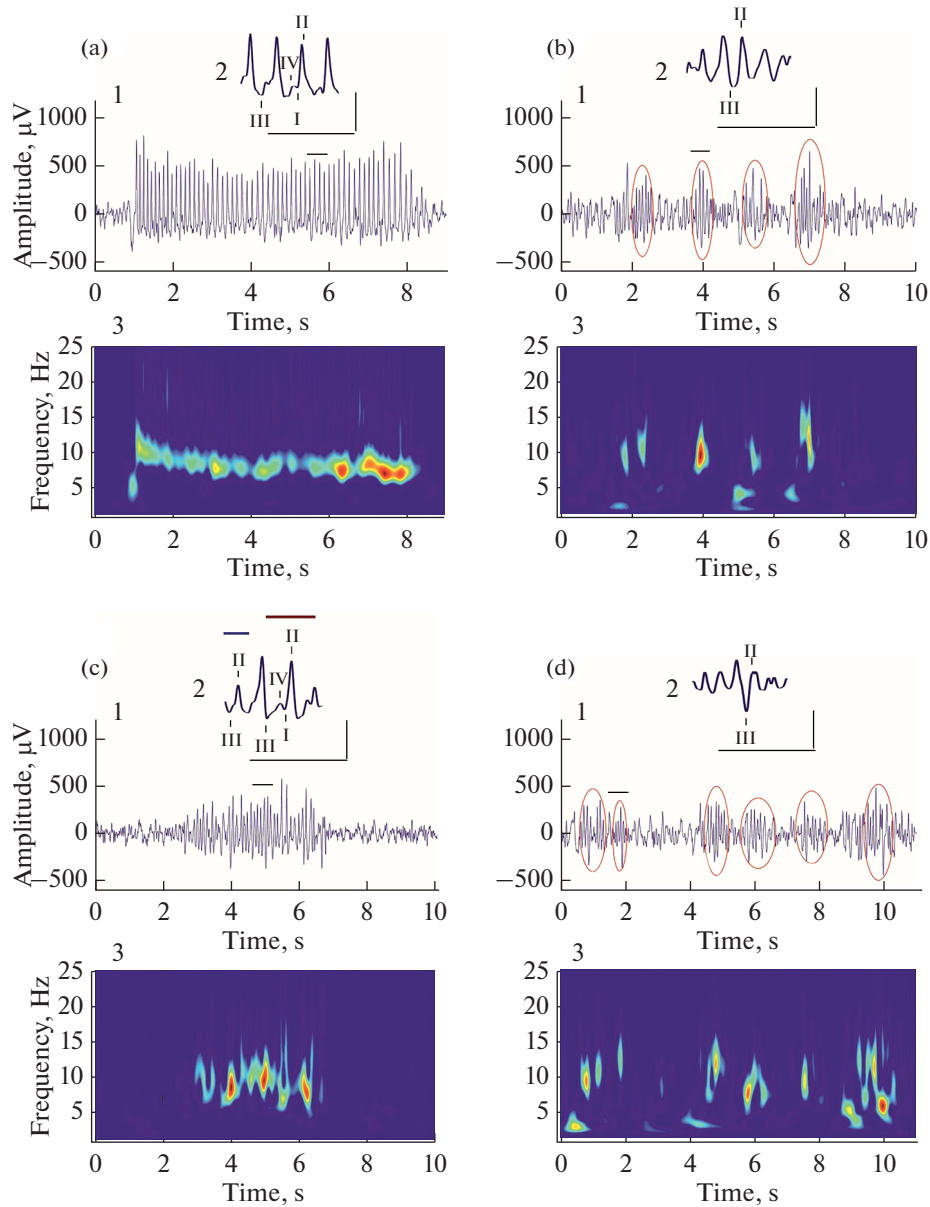 (a)
II
2
IV
III
I
1
Amplitude, µV
1000
500
0
−500
0 2 4 6 8
Time, s
3
Frequency, Hz
25
20
15
10
5
0 2 4 6 8
Time, s
(b)
II
2
III
1
1000
500
0
−500
0 2 4 6 8 10
Time, s
3
25
20
15
10
5
0 2 4 6 8 10
Time, s
(c)
II
II
2
IV
III
III
I
1
Amplitude, µV
1000
500
0
−500
0 2 4 6 8 10
Time, s
3
Frequency, Hz
25
20
15
10
5
0 2 4 6 8 10
Time, s
(d)
II
2
III
1
1000
500
0
−500
0 2 4 6 8 10
Time, s
3
25
20
15
10
5
0 2 4 6 8 10
Time, s